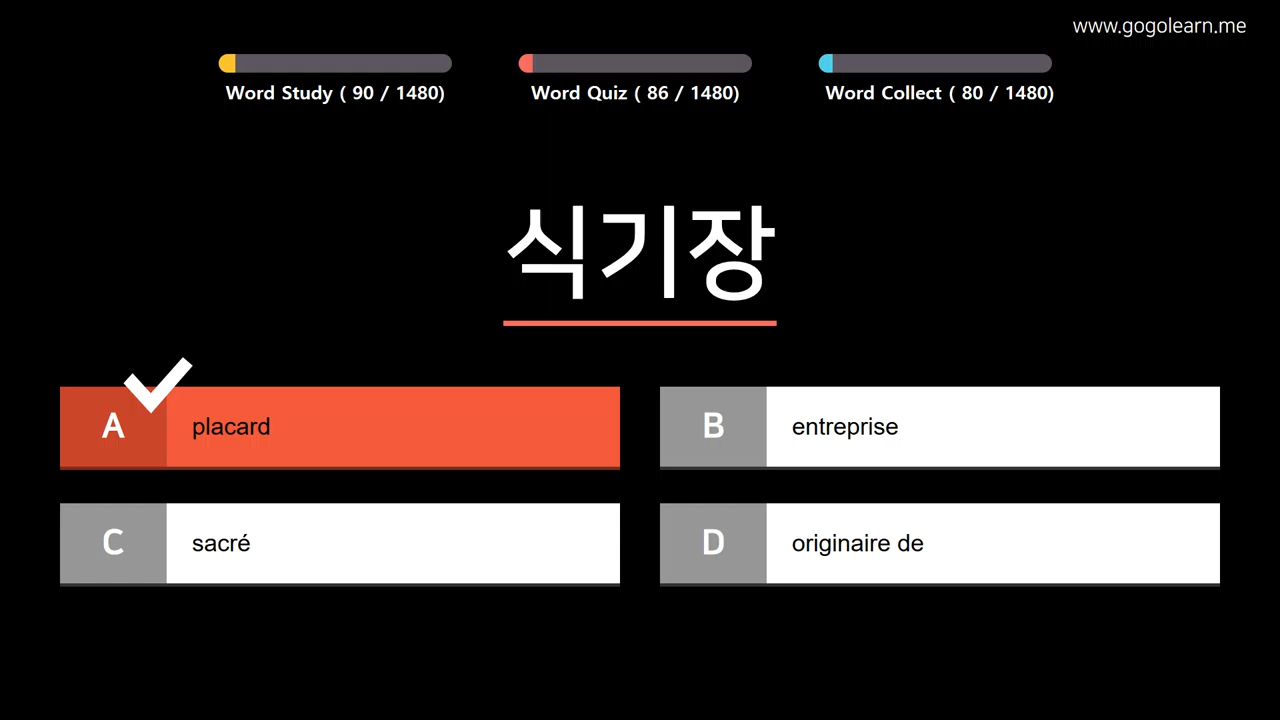 www.gogolearn.me
Word Study ( 90 / 1480)
Word Quiz ( 86 / 1480)
Word Collect ( 80 / 1480)
식기장
A placard
B entreprise
C sacré
D originaire de